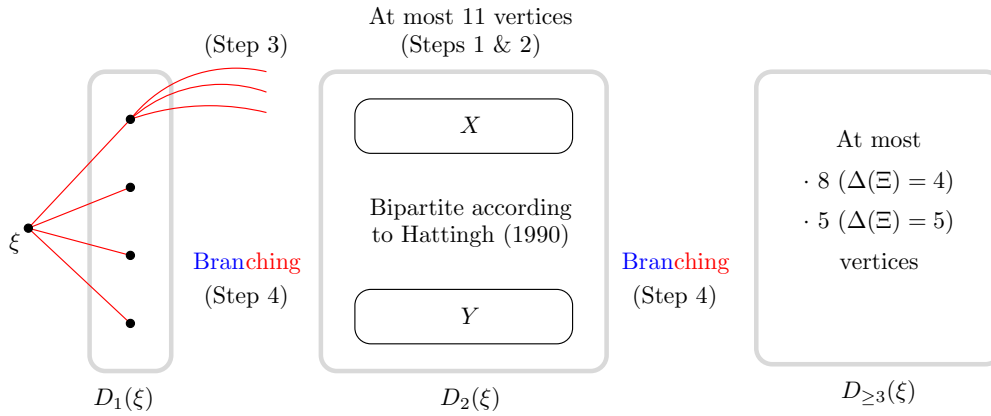 At most 11 vertices
(Steps 1 & 2)
(Step 3)
ξ
D₁(ξ)
Branching
(Step 4)
X
Bipartite according
to Hattingh (1990)
Y
D₂(ξ)
Branching
(Step 4)
At most
· 8 (Δ(Ξ) = 4)
· 5 (Δ(Ξ) = 5)
vertices
D≥₃(ξ)